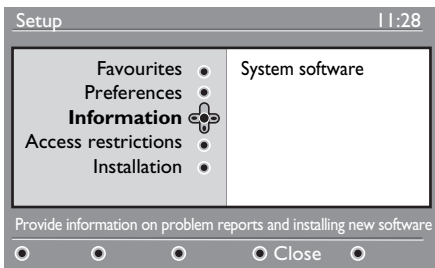 Setup 11:28
Favourites
Preferences
Information
Access restrictions
Installation
System software
Provide information on problem reports and installing new software
Close